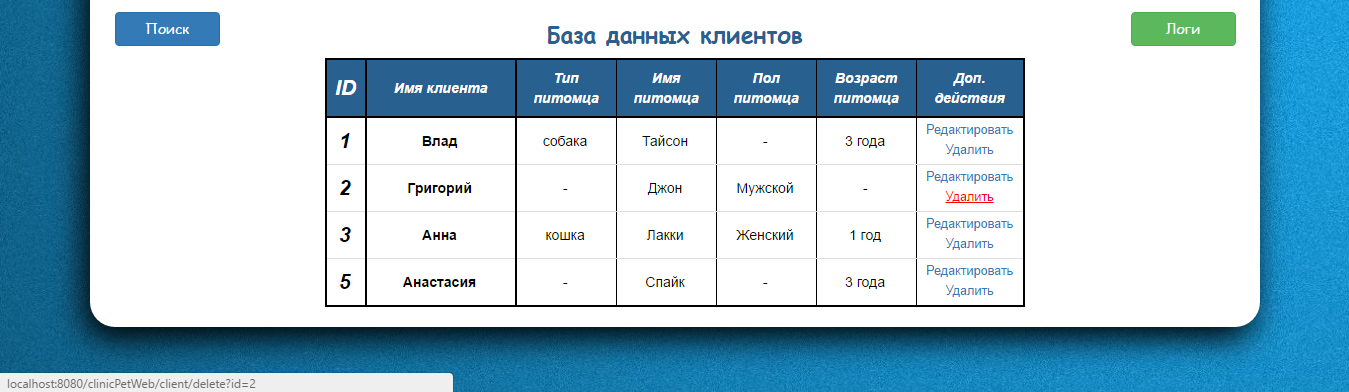 Поиск
База данных клиентов
Логи
ID Имя клиента Тип питомца Имя питомца Пол питомца Возраст питомца Доп. действия
1 Влад собака Тайсон - 3 года Редактировать
Удалить
2 Григорий - Джон Мужской - Редактировать
Удалить
3 Анна кошка Лакки Женский 1 год Редактировать
Удалить
5 Анастасия - Спайк - 3 года Редактировать
Удалить
localhost:8080/clinicPetWeb/client/delete?id=2